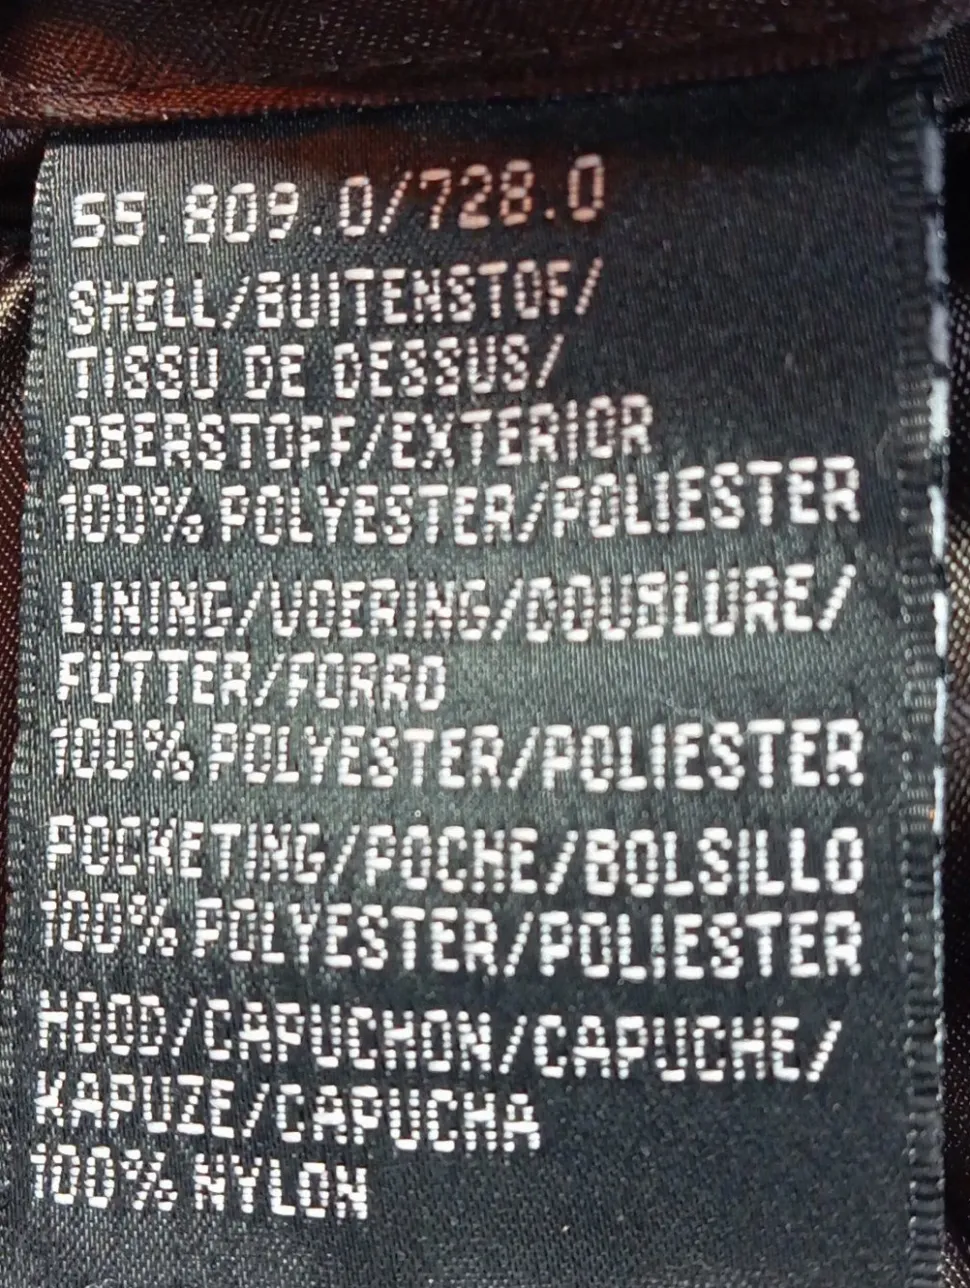 55.809.0/728.0
SHELL/BUITENSTOF/
TISSU DE DESSUS/
OBERSTOFF/EXTERIOR
100% POLYESTER/POLIESTER
LINING/VOERING/DOUBLURE/
FUTTER/FORRO
100% POLYESTER/POLIESTER
POCKETING/POCHE/BOLSILLO
100% POLYESTER/POLIESTER
HOOD/CAPUCHON/CAPUCHE/
KAPUZE/CAPUCHA
100% NYLON